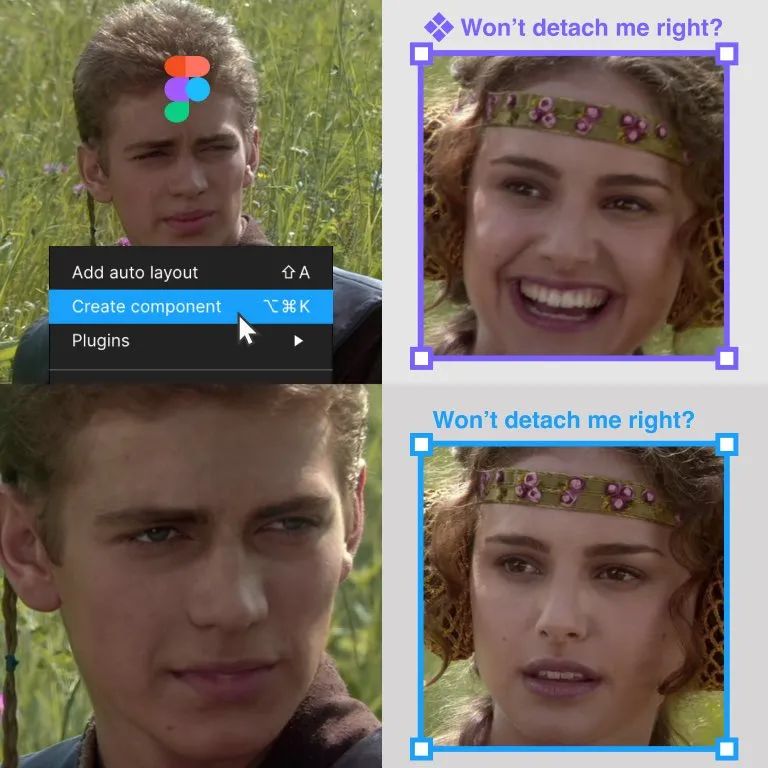 Won’t detach me right?
Add auto layout ⇧A
Create component ⌥⌘K
Plugins
Won’t detach me right?